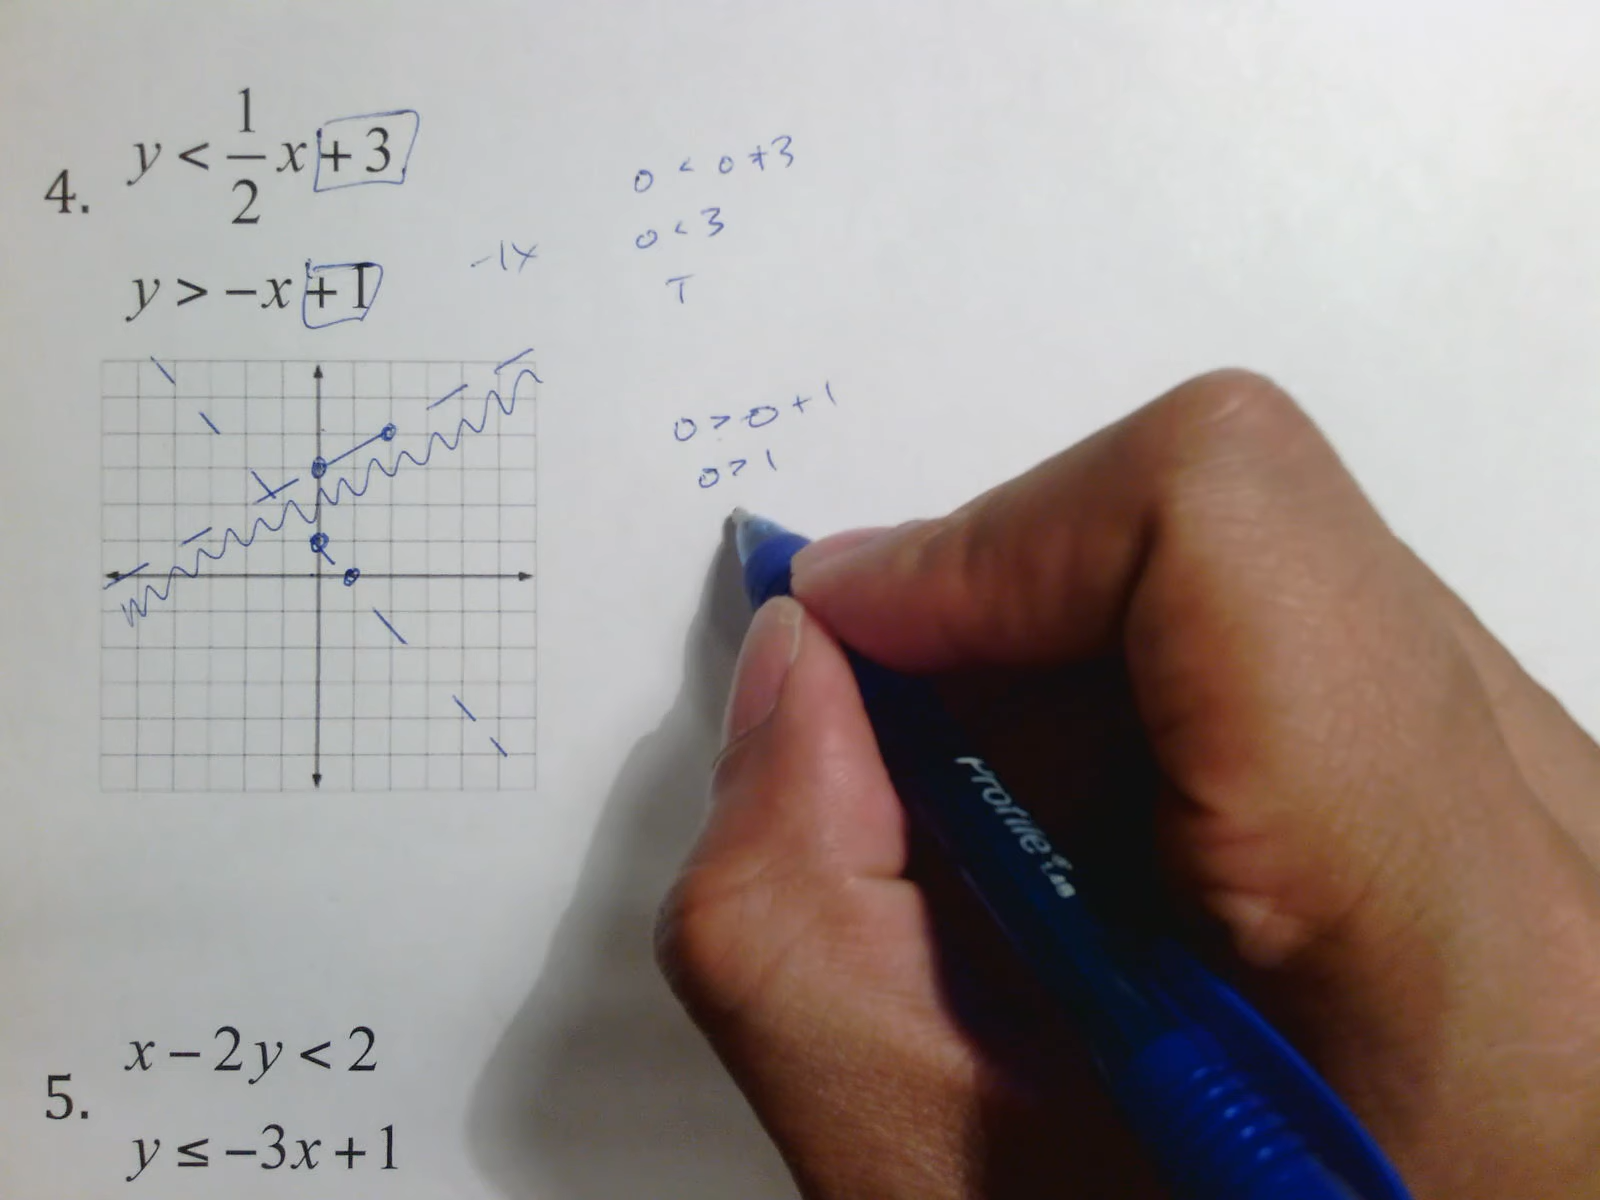 4.
y < 1/2 x + 3
y > -x + 1
-1x
0 < 0 + 3
0 < 3
T
0 > 0 + 1
0 > 1
Profile
5.
x - 2y < 2
y ≤ -3x + 1